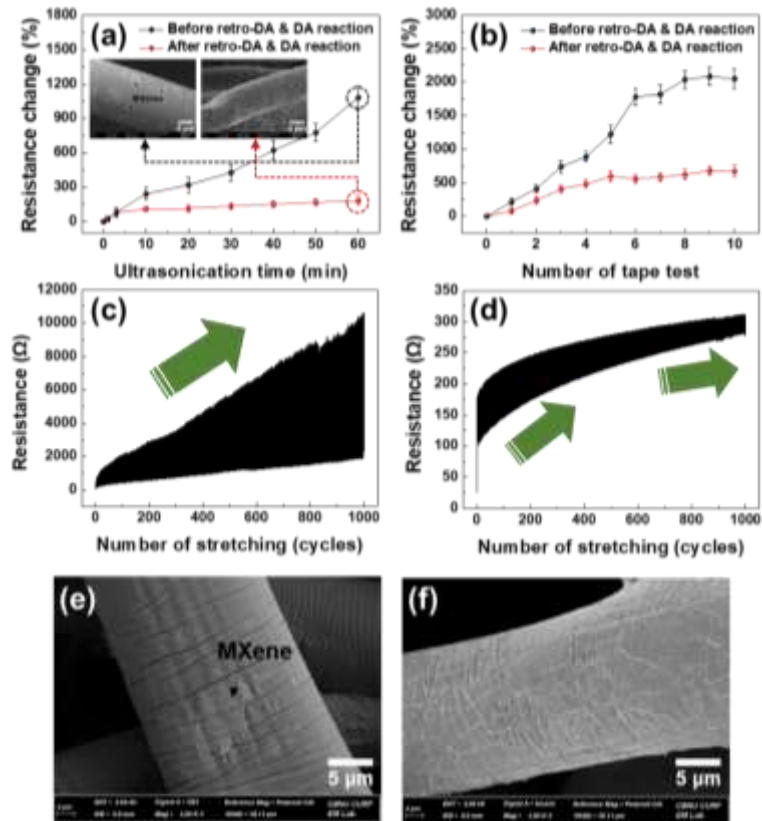 (a)
Before retro-DA & DA reaction
After retro-DA & DA reaction
Resistance change (%)
1800
1500
1200
900
600
300
0
0 10 20 30 40 50 60
Ultrasonication time (min)
(b)
Before retro-DA & DA reaction
After retro-DA & DA reaction
Resistance change (%)
3000
2500
2000
1500
1000
500
0
0 2 4 6 8 10
Number of tape test
(c)
Resistance (Ω)
12000
10000
8000
6000
4000
2000
0
0 200 400 600 800 1000
Number of stretching (cycles)
(d)
Resistance (Ω)
350
300
250
200
150
100
50
0
0 200 400 600 800 1000
Number of stretching (cycles)
(e)
MXene
5 μm
(f)
5 μm